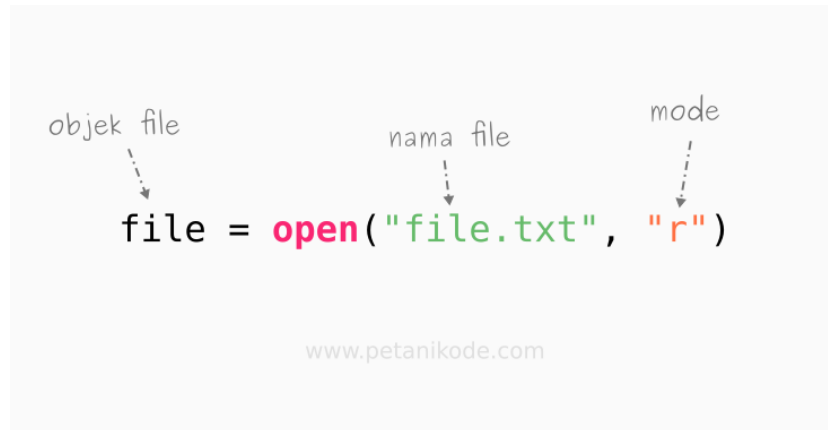 objek file
nama file
mode
file = open("file.txt", "r")
www.petanikode.com